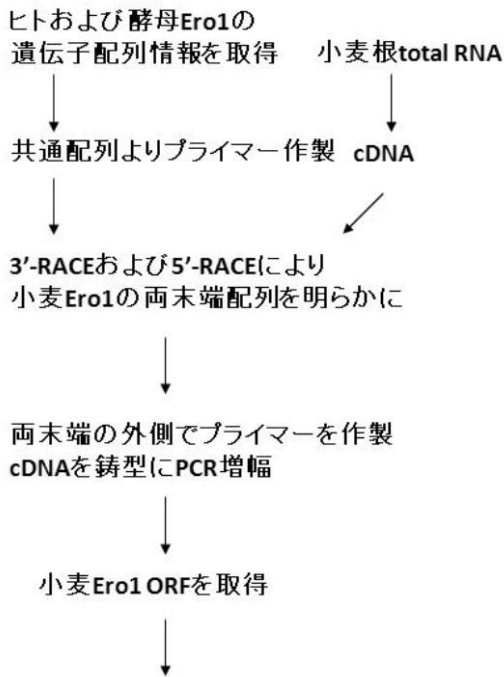 ヒトおよび酵母Ero1の
遺伝子配列情報を取得
小麦根total RNA
共通配列よりプライマー作製
cDNA
3’-RACEおよび5’-RACEにより
小麦Ero1の両末端配列を明らかに
両末端の外側でプライマーを作製
cDNAを鋳型にPCR増幅
小麦Ero1 ORFを取得